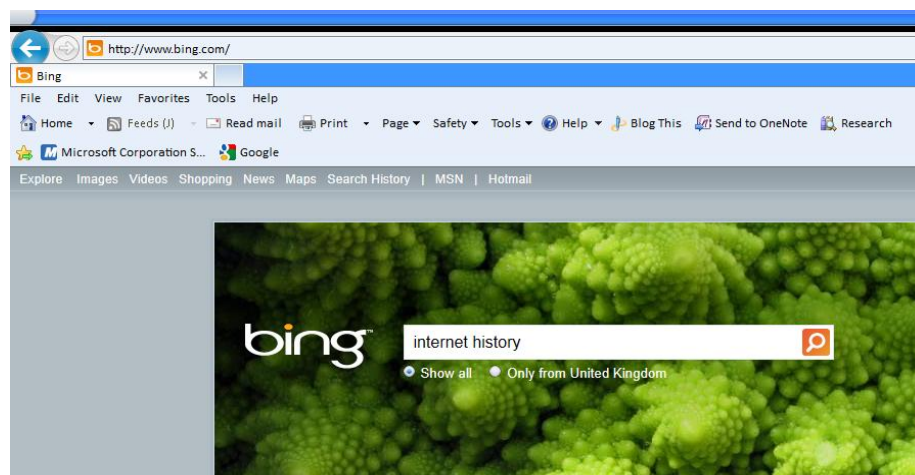 http://www.bing.com/
Bing
File Edit View Favorites Tools Help
Home Feeds (J) Read mail Print Page Safety Tools Help Blog This Send to OneNote Research
Microsoft Corporation S... Google
Explore Images Videos Shopping News Maps Search History | MSN | Hotmail
bing™ internet history
Show all Only from United Kingdom